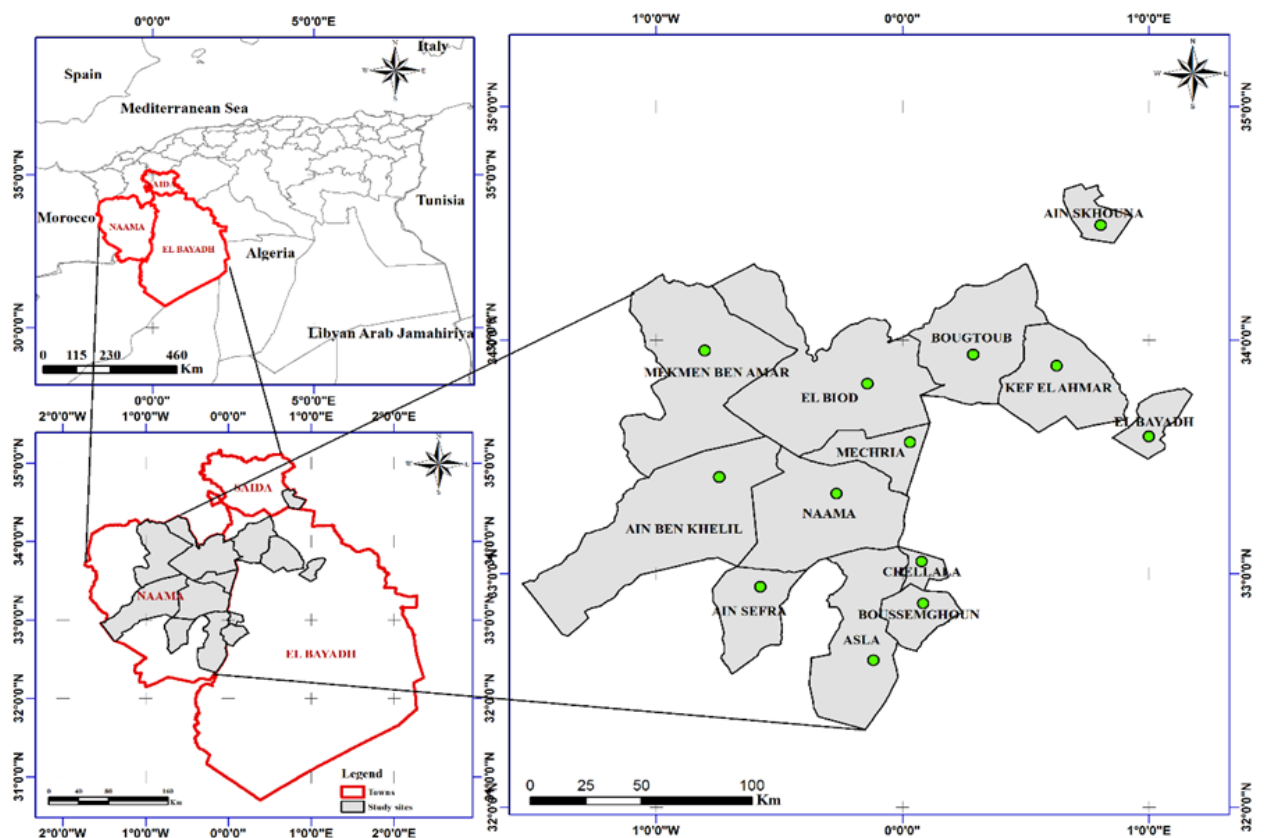 0°0'0" 5°0'0"E
Italy
Spain
Mediterranean Sea
35°0'0"N
35°0'0"N
AIDA
Tunisia
Morocco
NAAMA
EL BAYADH
Algeria
Libyan Arab Jamahiriya
30°0'0"N
0 115 230 460
Km
0°0'0" 5°0'0"E
2°0'0"W 1°0'0"W 0°0'0" 1°0'0"E 2°0'0"E
35°0'0"N
35°0'0"N
SAIDA
34°0'0"N
NAAMA
33°0'0"N
33°0'0"N
EL BAYADH
32°0'0"N
32°0'0"N
31°0'0"N
Legend
Towns
Study sites
0 40 80 160
Km
2°0'0"W 1°0'0"W 0°0'0" 1°0'0"E 2°0'0"E
1°0'0"W 0°0'0" 1°0'0"E
35°0'0"N
35°0'0"N
AIN SKHOUNA
34°0'0"N
BOUGTOUB
MEKMEN BEN AMAR
KEF EL AHMAR
EL BIOD
EL BAYADH
MECHRIA
NAAMA
AIN BEN KHELIL
33°0'0"N
CHELLALA
AIN SEFRA
BOUSSEMGHOUN
ASLA
0 25 50 100
Km
32°0'0"N
32°0'0"N
1°0'0"W 0°0'0" 1°0'0"E